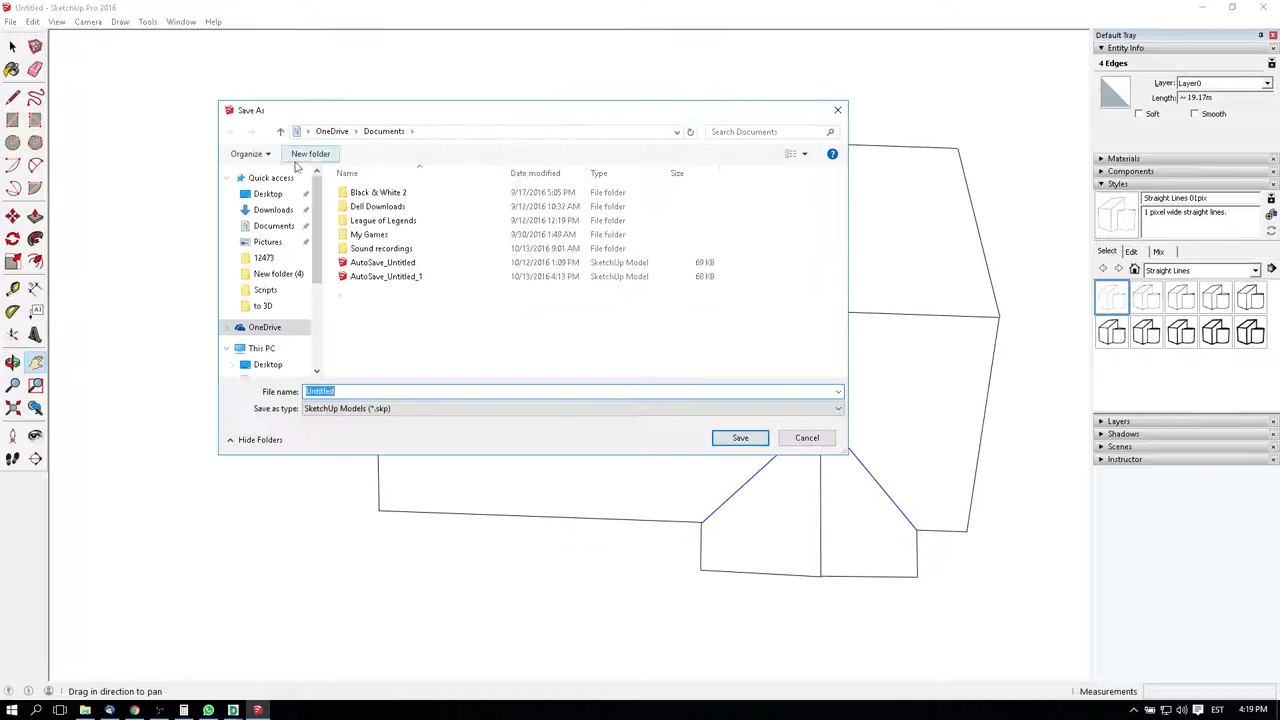 Untitled - SketchUp Pro 2016
File Edit View Camera Draw Tools Window Help
Default Tray
Entity Info
4 Edges
Layer: Layer0
Length: ~ 19.17m
Soft Smooth
Materials
Components
Styles
Straight Lines 01pix
1 pixel wide straight lines.
Select Edit Mix
Straight Lines
Layers
Shadows
Scenes
Instructor
Save As
OneDrive Documents
Search Documents
Organize New folder
Quick access
Desktop
Downloads
Documents
Pictures
12473
New folder (4)
Scripts
to 3D
OneDrive
This PC
Desktop
Name Date modified Type Size
Black & White 2 9/17/2016 5:05 PM File folder
Dell Downloads 9/12/2016 10:32 AM File folder
League of Legends 9/12/2016 12:19 PM File folder
My Games 9/30/2016 1:49 AM File folder
Sound recordings 10/13/2016 9:01 AM File folder
AutoSave_Untitled 10/12/2016 1:09 PM SketchUp Model 69 KB
AutoSave_Untitled_1 10/13/2016 4:13 PM SketchUp Model 68 KB
File name: Untitled
Save as type: SketchUp Models (*.skp)
Hide Folders
Save Cancel
Drag in direction to pan
Measurements
EST 4:19 PM